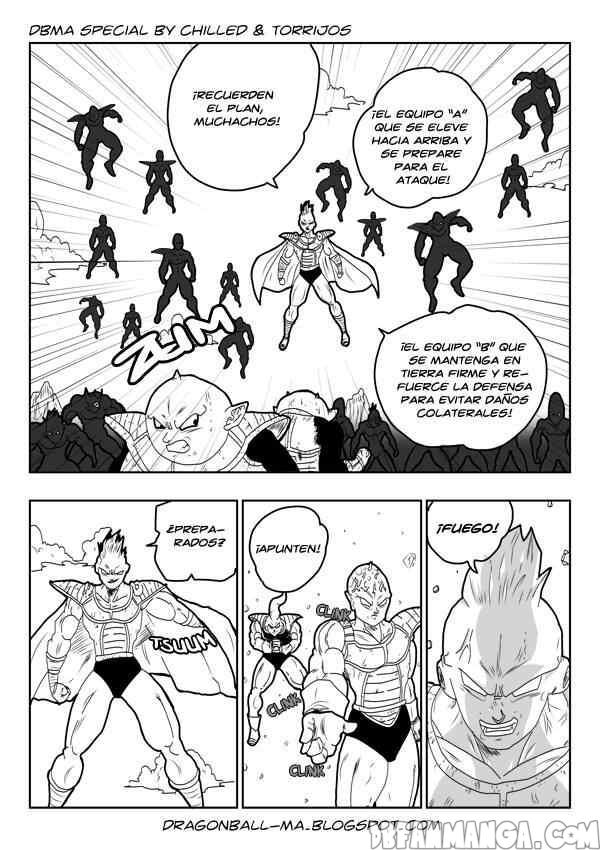 DBMA SPECIAL BY CHILLED & TORRIJOS
¡RECUERDEN
EL PLAN,
MUCHACHOS!
¡EL EQUIPO "A"
QUE SE ELEVE
HACIA ARRIBA Y
SE PREPARE
PARA EL
ATAQUE!
ZUM
¡EL EQUIPO "B" QUE
SE MANTENGA EN
TIERRA FIRME Y RE-
FUERCE LA DEFENSA
PARA EVITAR DAÑOS
COLATERALES!
¿PREPA-
RADOS?
TSUUM
¡APUNTEN!
CLINK
CLINK
CLINK
¡FUEGO!
DRAGONBALL-MA.BLOGSPOT.COM
DBFANMANGA.COM